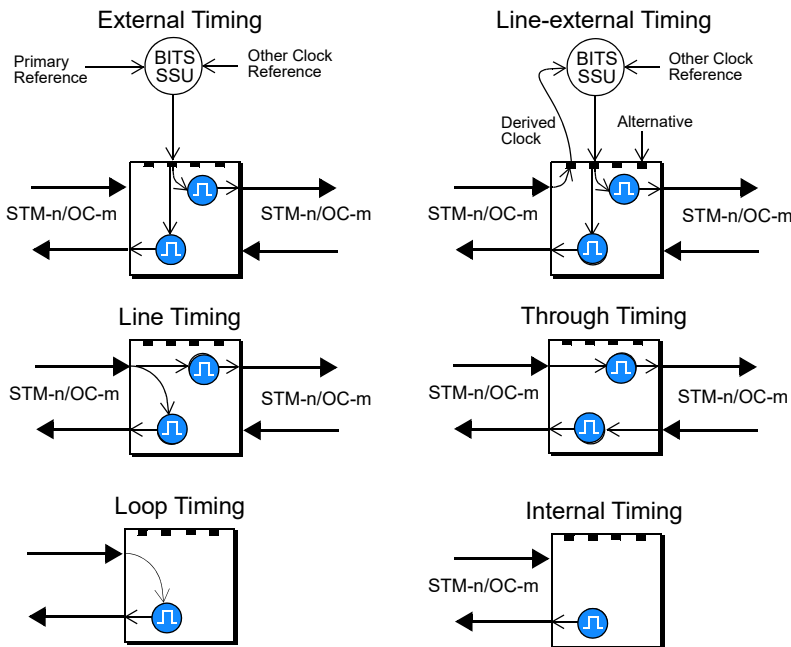 External Timing
Primary
Reference
BITS
SSU
Other Clock
Reference
STM-n/OC-m
STM-n/OC-m
Line-external Timing
BITS
SSU
Other Clock
Reference
Derived
Clock
Alternative
STM-n/OC-m
STM-n/OC-m
Line Timing
STM-n/OC-m
STM-n/OC-m
Through Timing
STM-n/OC-m
STM-n/OC-m
Loop Timing
Internal Timing
STM-n/OC-m